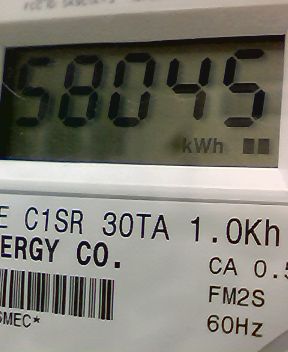 58045
kWh
E C1SR 30TA 1.0Kh
ERGY CO.
CA 0.5
FM2S
SMEC*
60Hz